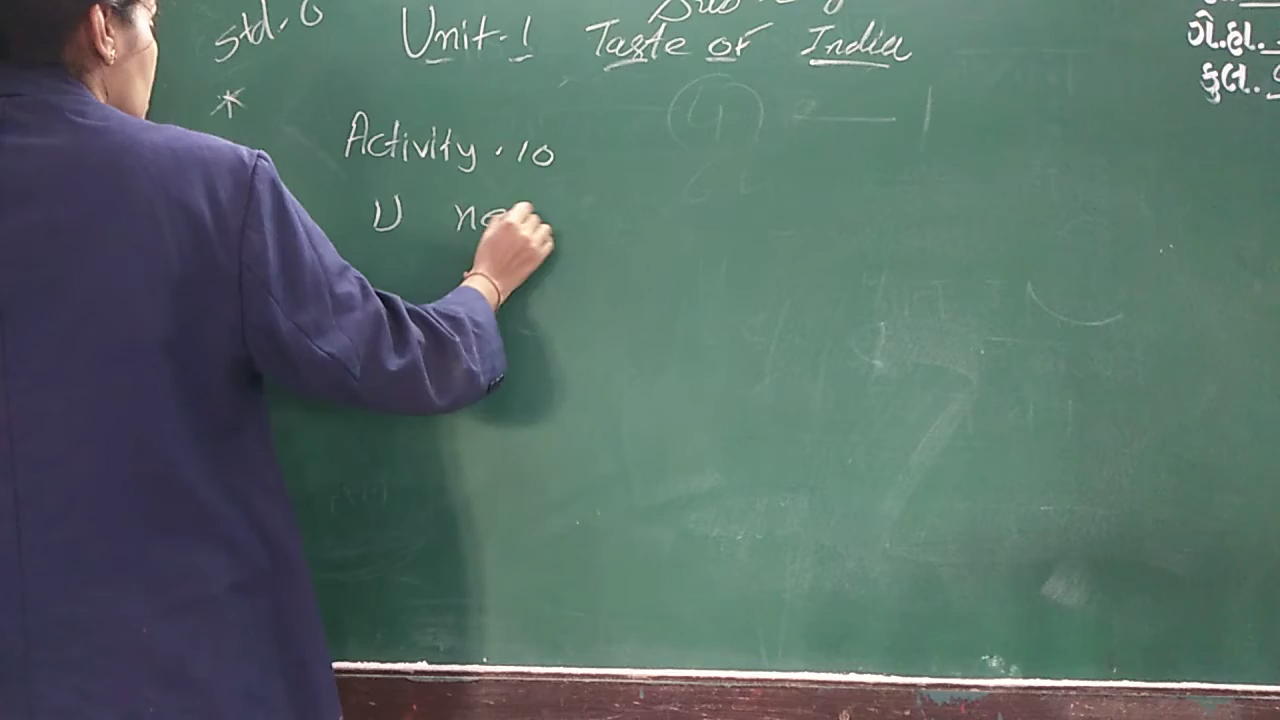 Std. 6
Unit. 1 Taste of India
*
Activity. 10
1) ne
ગે.હા.
કુલ.